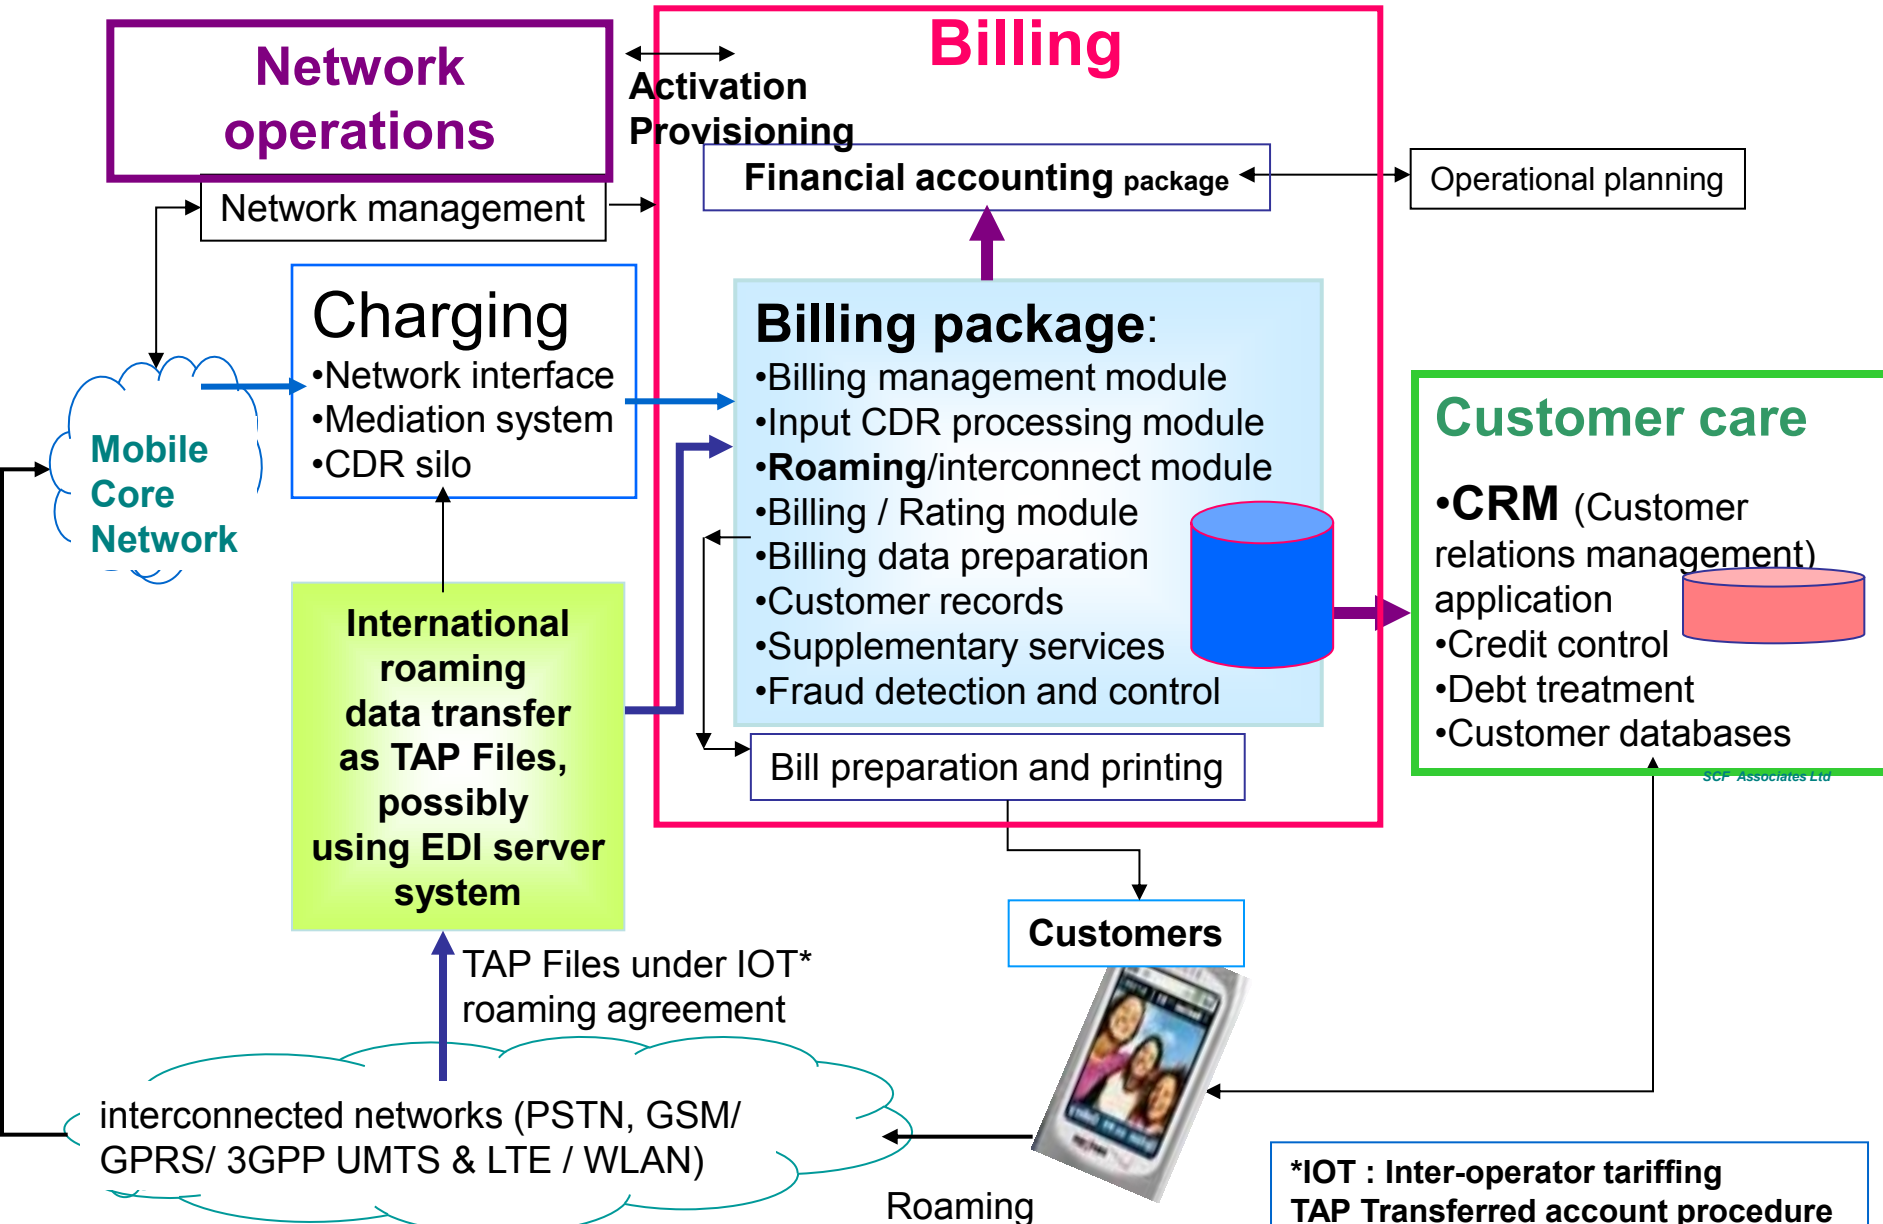 Network
operations
Activation
Provisioning
Billing
Financial accounting package
Operational planning
Network management
Charging
•Network interface
•Mediation system
•CDR silo
Billing package:
•Billing management module
•Input CDR processing module
•Roaming/interconnect module
•Billing / Rating module
•Billing data preparation
•Customer records
•Supplementary services
•Fraud detection and control
Customer care
•CRM (Customer
relations management)
application
•Credit control
•Debt treatment
•Customer databases
SCF Associates Ltd
Mobile
Core
Network
International
roaming
data transfer
as TAP Files,
possibly
using EDI server
system
Bill preparation and printing
Customers
TAP Files under IOT*
roaming agreement
interconnected networks (PSTN, GSM/
GPRS/ 3GPP UMTS & LTE / WLAN)
Roaming
*IOT : Inter-operator tariffing
TAP Transferred account procedure